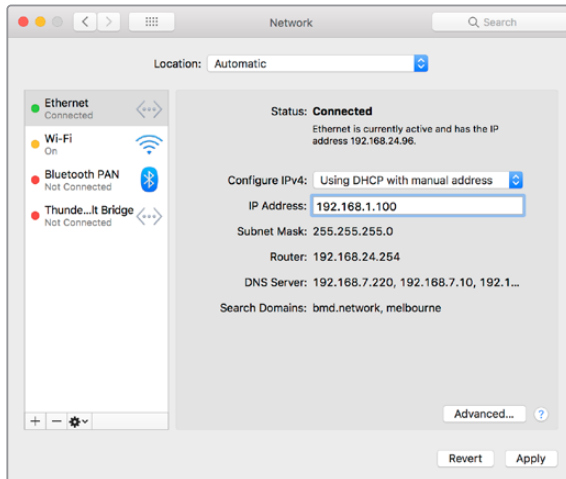 Network
Search
Location: Automatic
Ethernet
Connected
Wi-Fi
On
Bluetooth PAN
Not Connected
Thunde...lt Bridge
Not Connected
Status: Connected
Ethernet is currently active and has the IP
address 192.168.24.96.
Configure IPv4: Using DHCP with manual address
IP Address: 192.168.1.100
Subnet Mask: 255.255.255.0
Router: 192.168.24.254
DNS Server: 192.168.7.220, 192.168.7.10, 192.1...
Search Domains: bmd.network, melbourne
Advanced... ?
Revert Apply